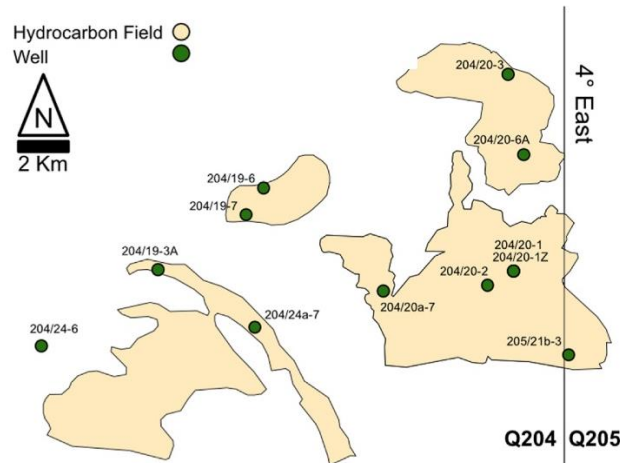 Hydrocarbon Field
Well
N
2 Km
4° East
204/20-3
204/20-6A
204/19-6
204/19-7
204/19-3A
204/20-1
204/20-1Z
204/20-2
204/20a-7
204/24a-7
204/24-6
205/21b-3
Q204 Q205